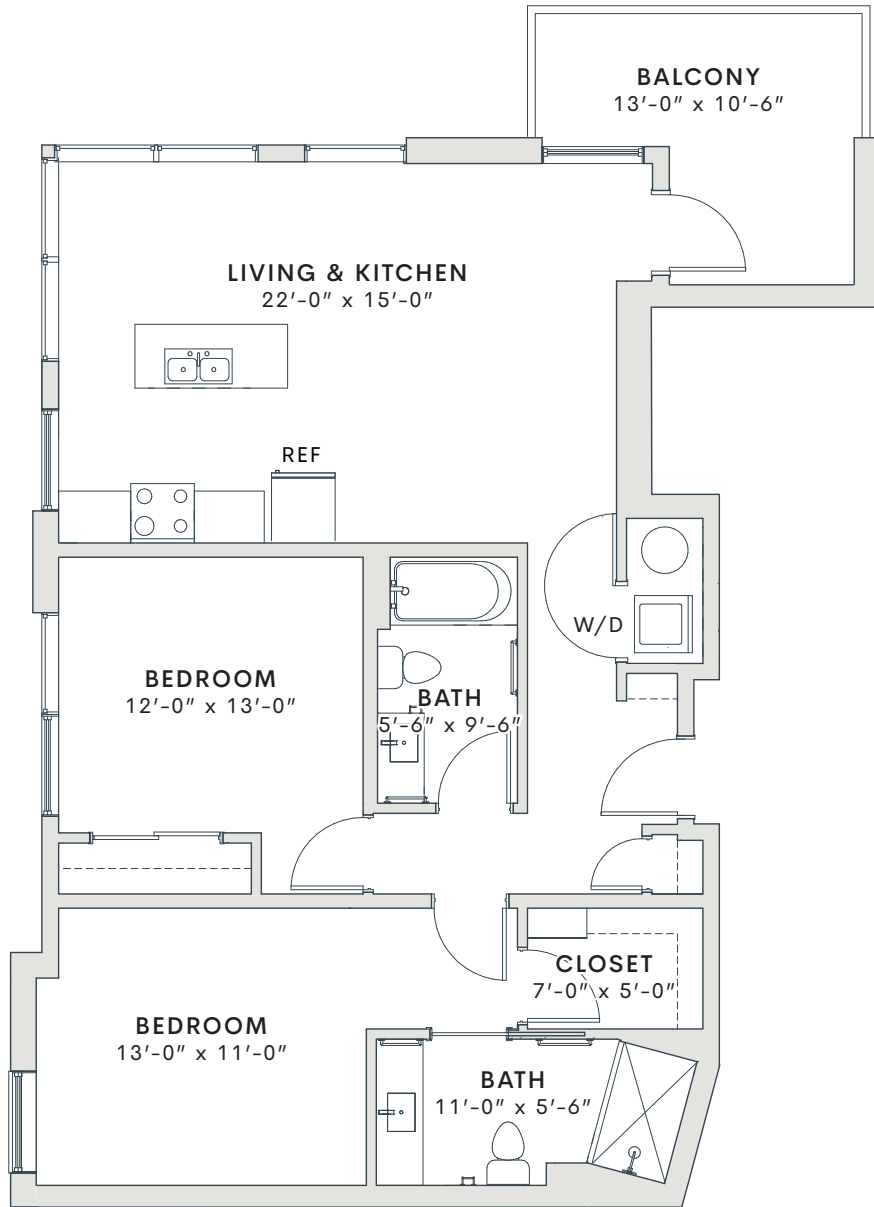 BALCONY
13′-0″ x 10′-6″
LIVING & KITCHEN
22′-0″ x 15′-0″
REF
W/D
BEDROOM
12′-0″ x 13′-0″
BATH
5′-6″ x 9′-6″
CLOSET
7′-0″ x 5′-0″
BEDROOM
13′-0″ x 11′-0″
BATH
11′-0″ x 5′-6″